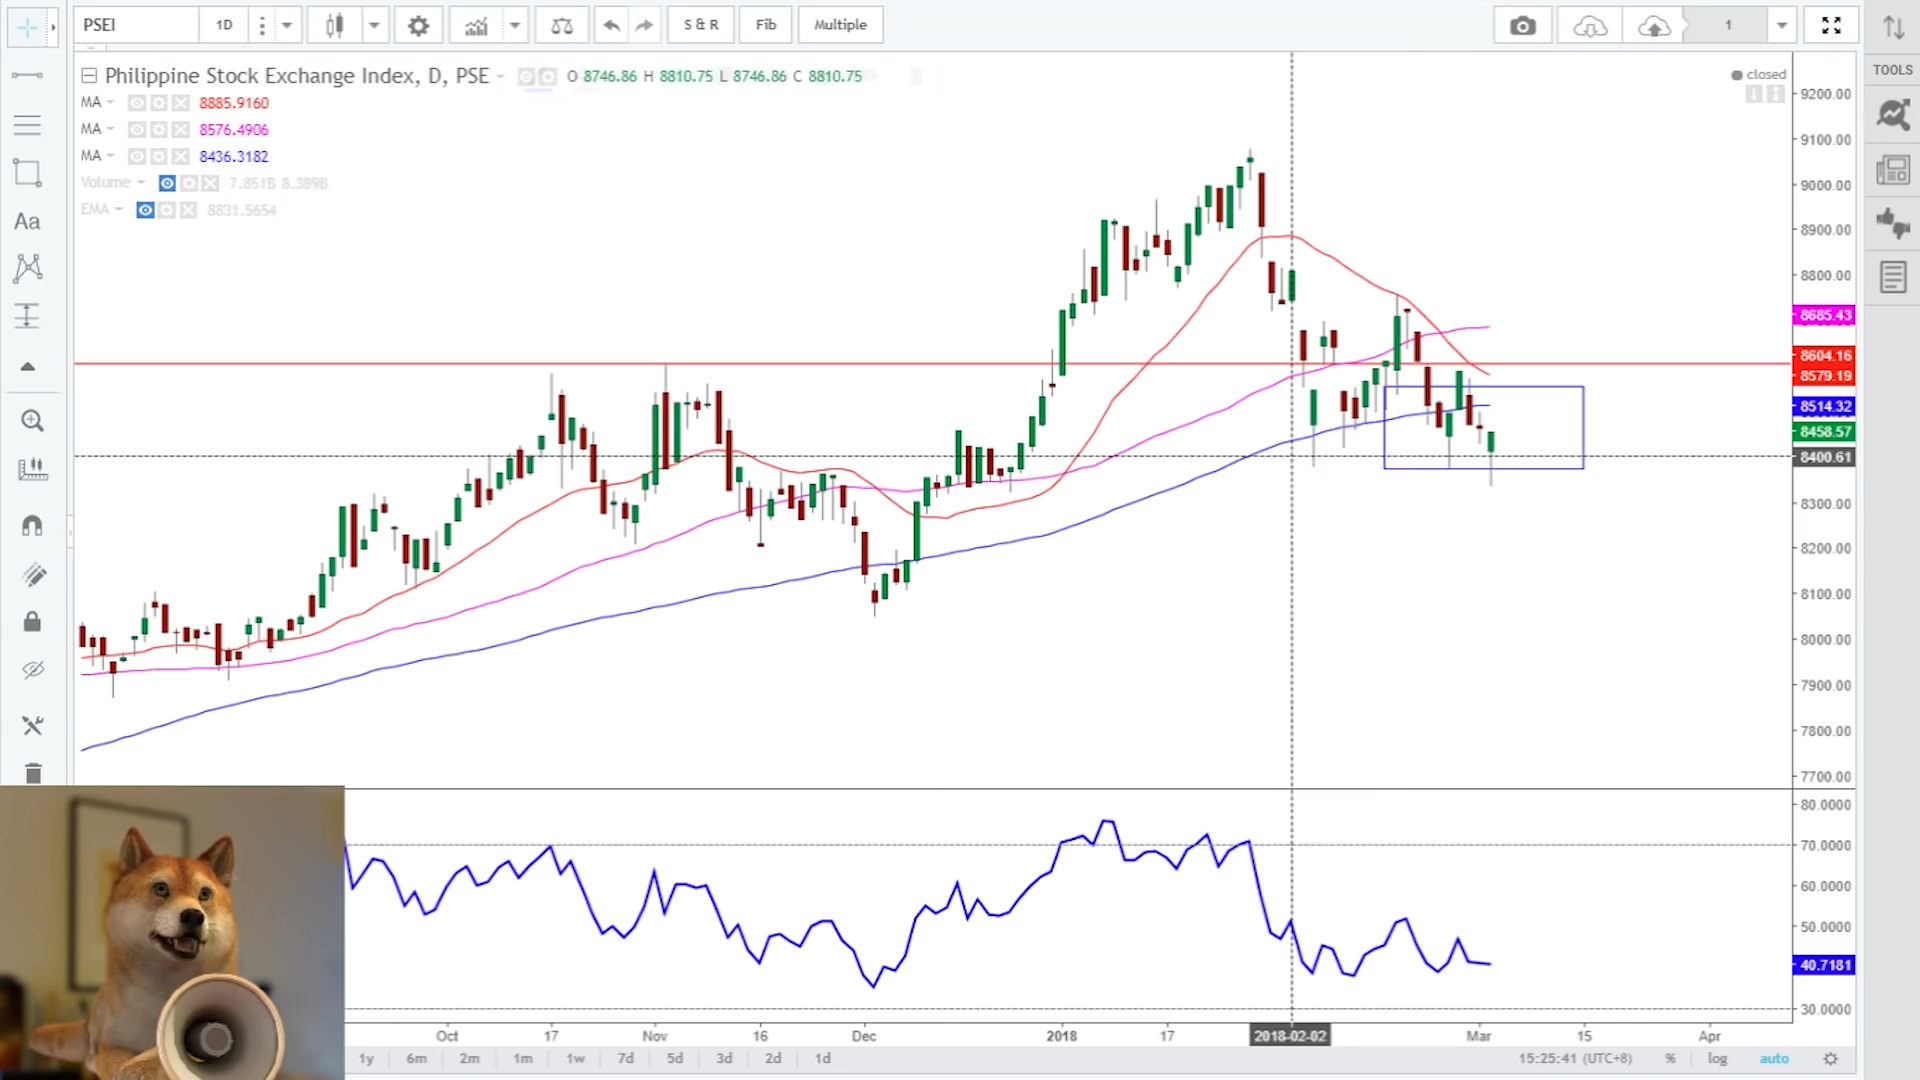 PSEI 1D S & R Fib Multiple 1
TOOLS
Philippine Stock Exchange Index, D, PSE O 8746.86 H 8810.75 L 8746.86 C 8810.75
closed
MA 8885.9160
MA 8576.4906
MA 8436.3182
Volume 7.851B 8.389B
EMA 8831.5654
Aa
9200.00
9100.00
9000.00
8900.00
8800.00
8685.43
8604.16
8579.19
8514.32
8458.57
8400.61
8300.00
8200.00
8100.00
8000.00
7900.00
7800.00
7700.00
80.0000
70.0000
60.0000
50.0000
40.7181
30.0000
Oct 17 Nov 16 Dec 2018 17 2018-02-02 Mar 15 Apr
1y 6m 2m 1m 1w 7d 5d 3d 2d 1d 15:25:41 (UTC+8) % log auto